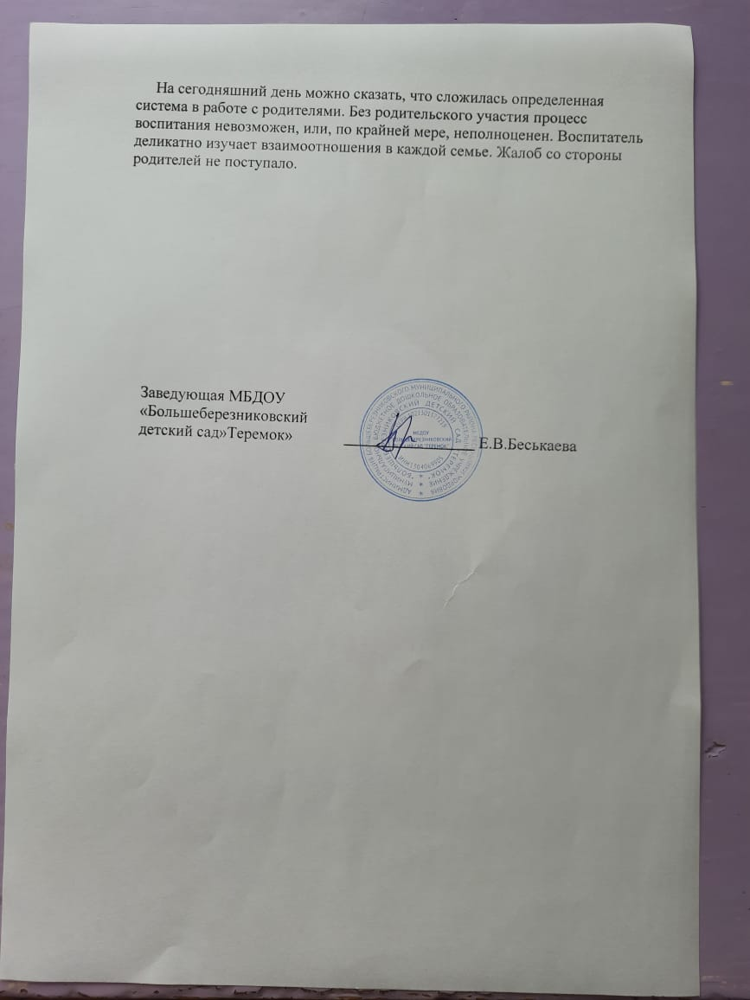 На сегодняшний день можно сказать, что сложилась определенная
система в работе с родителями. Без родительского участия процесс
воспитания невозможен, или, по крайней мере, неполноценен. Воспитатель
деликатно изучает взаимоотношения в каждой семье. Жалоб со стороны
родителей не поступало.
Заведующая МБДОУ
«Большеберезниковский
детский сад»Теремок»
Е.В.Беськаева